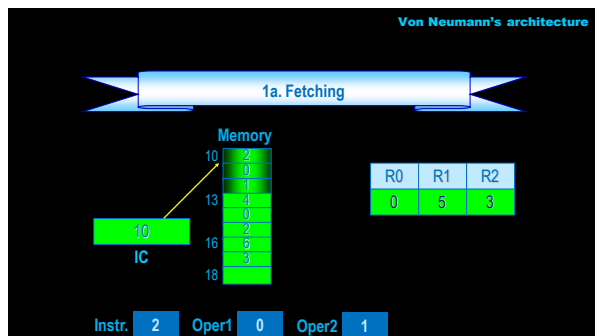 Von Neumann's architecture
1a. Fetching
Memory
10 2
0
1
13 4
0
2
16 6
3
18
R0 R1 R2
0 5 3
10
IC
Instr. 2 Oper1 0 Oper2 1